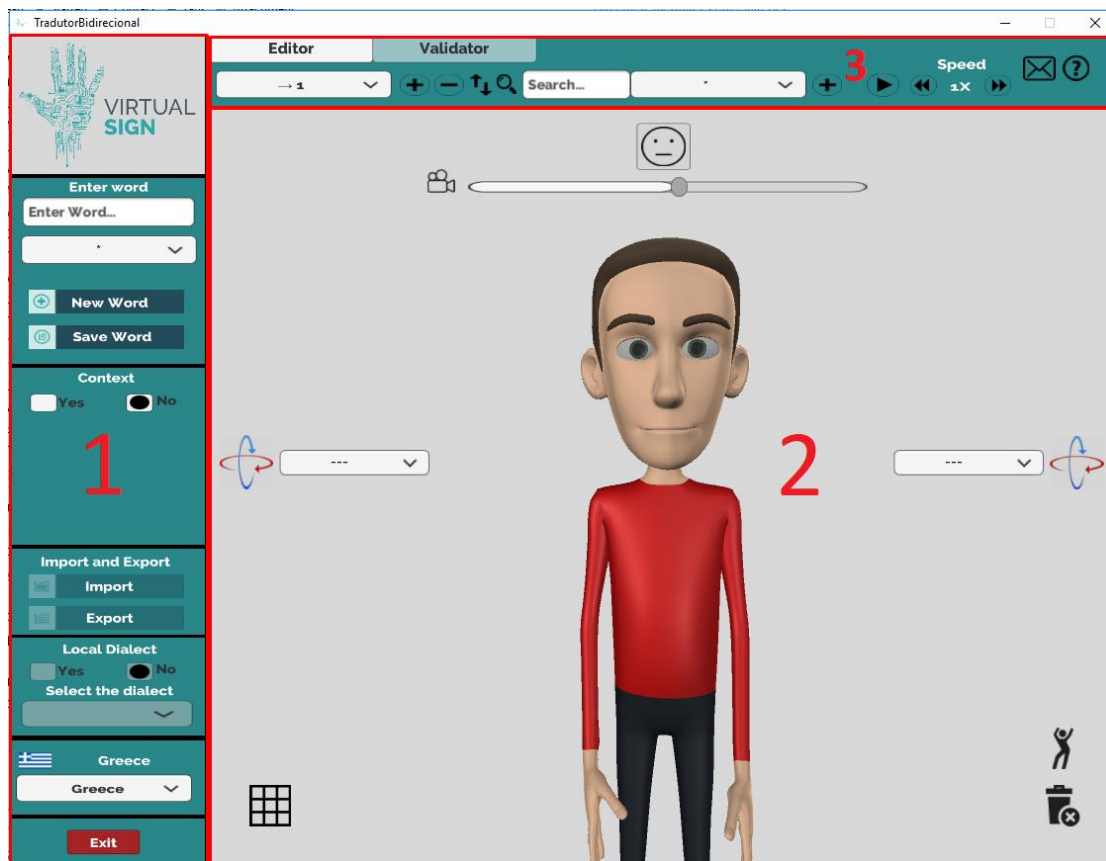 TradutorBidirecional
VIRTUAL
SIGN
Enter word
Enter Word...
*
New Word
Save Word
Context
Yes No
1
Import and Export
Import
Export
Local Dialect
Yes No
Select the dialect
Greece
Greece
Exit
Editor Validator
→ 1
Search...
*
3
Speed
1X
?
--- ---
2